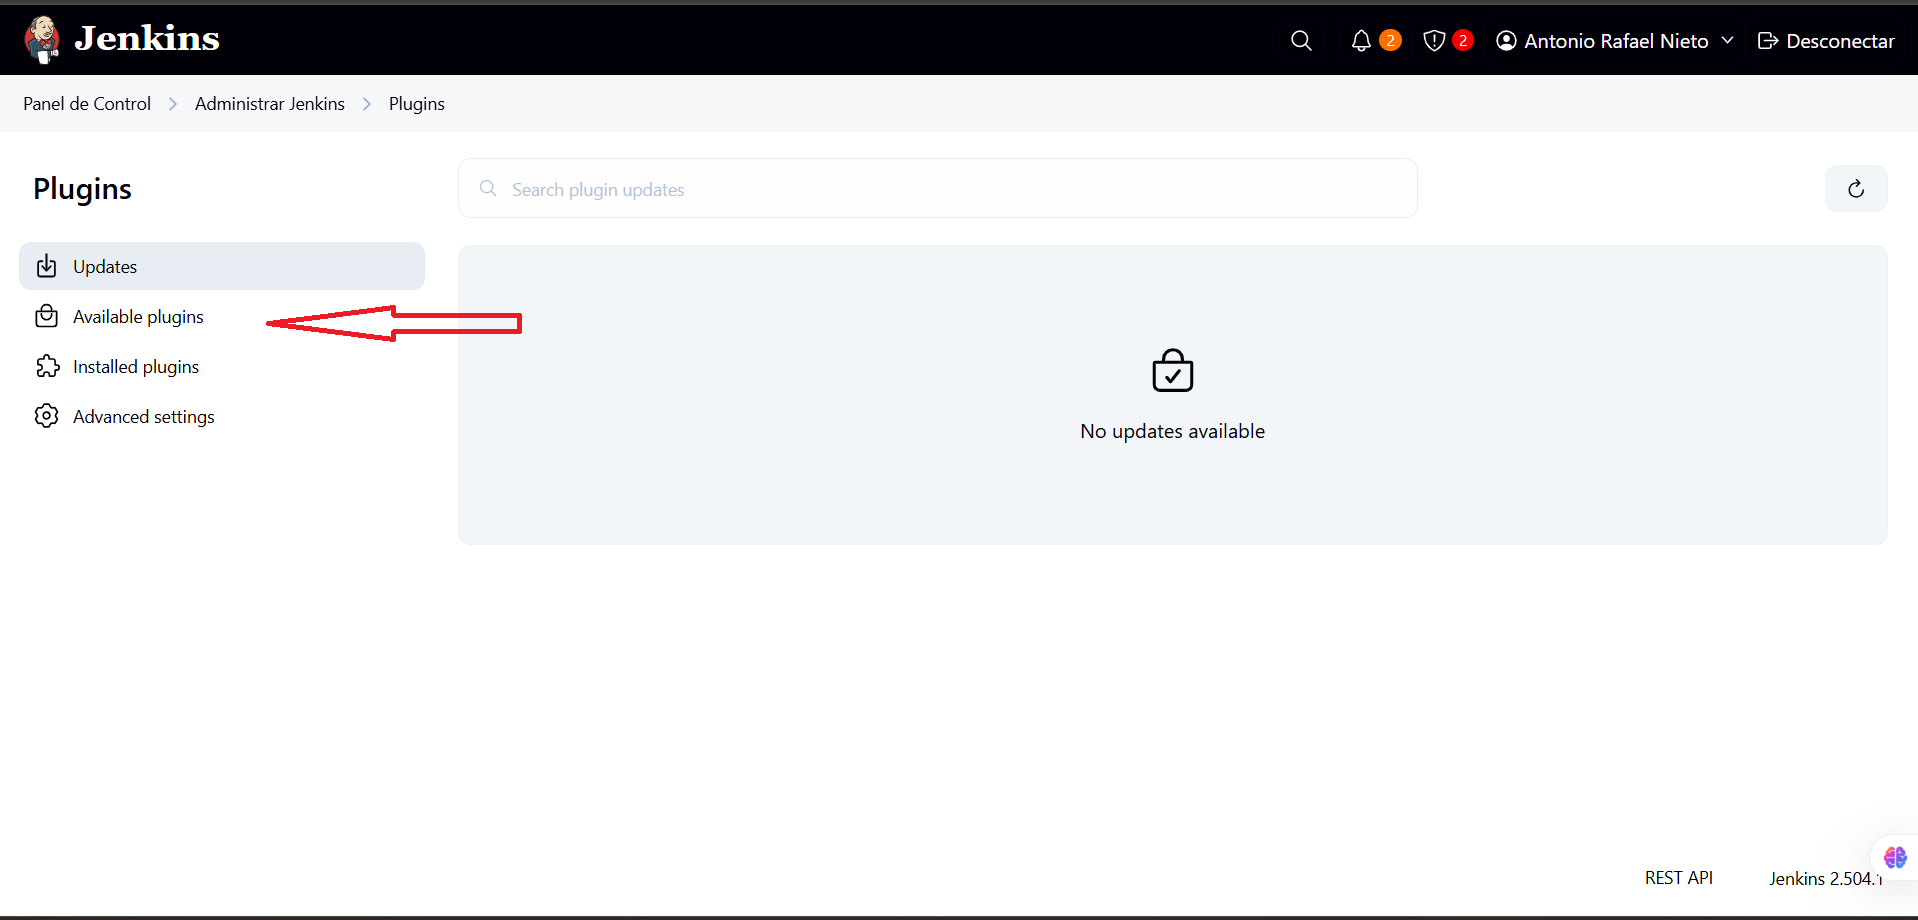 Jenkins
2
2
Antonio Rafael Nieto
Desconectar
Panel de Control
Administrar Jenkins
Plugins
Plugins
Search plugin updates
Updates
Available plugins
Installed plugins
Advanced settings
No updates available
REST API
Jenkins 2.504.1